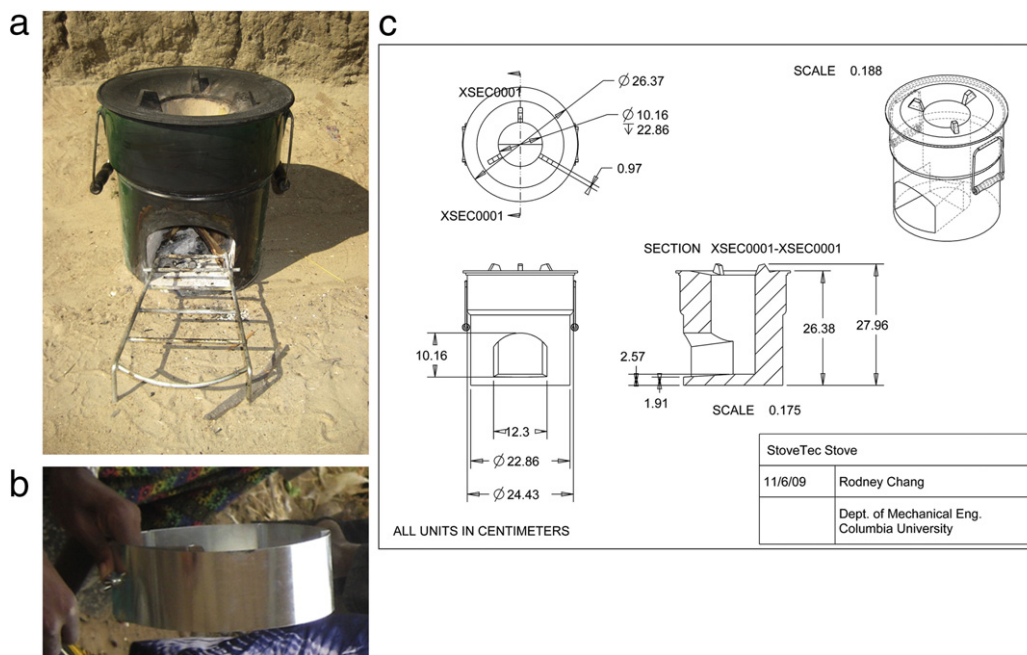 a
b
c
XSEC0001
Ø 26.37
Ø 10.16
↧ 22.86
0.97
XSEC0001
SCALE 0.188
SECTION XSEC0001-XSEC0001
10.16
12.3
Ø 22.86
Ø 24.43
2.57
1.91
26.38
27.96
SCALE 0.175
ALL UNITS IN CENTIMETERS
StoveTec Stove
11/6/09 Rodney Chang
Dept. of Mechanical Eng.
Columbia University